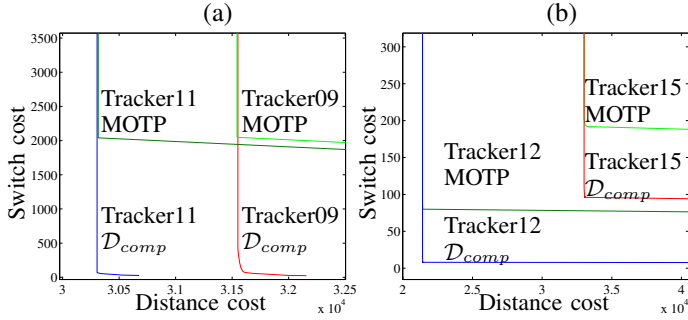 (a)
(b)
Switch cost
3500
3000
2500
2000
1500
1000
500
0
Tracker11
MOTP
Tracker09
MOTP
Tracker11
𝒟comp
Tracker09
𝒟comp
3
3.05
3.1
3.15
3.2
3.25
x 10⁴
Distance cost
Switch cost
300
250
200
150
100
50
0
Tracker15
MOTP
Tracker12
MOTP
Tracker15
𝒟comp
Tracker12
𝒟comp
2
2.5
3
3.5
4
x 10⁴
Distance cost